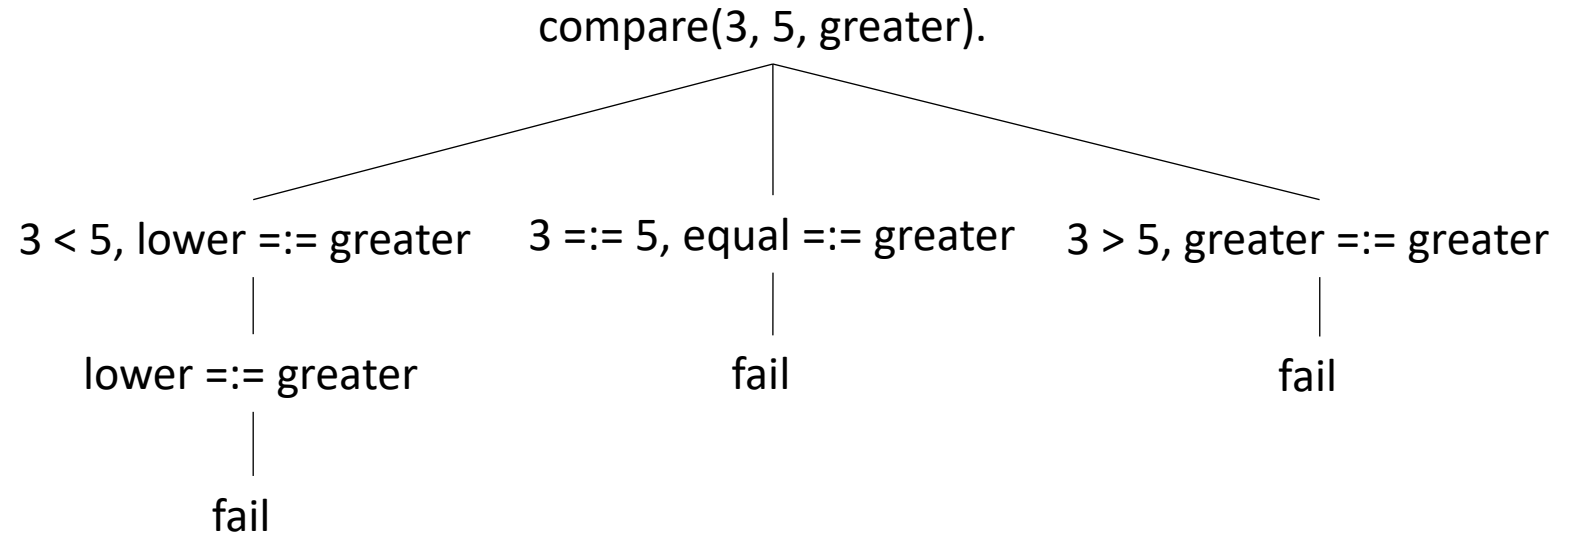 compare(3, 5, greater).
3 < 5, lower =:= greater
3 =:= 5, equal =:= greater
3 > 5, greater =:= greater
lower =:= greater
fail
fail
fail